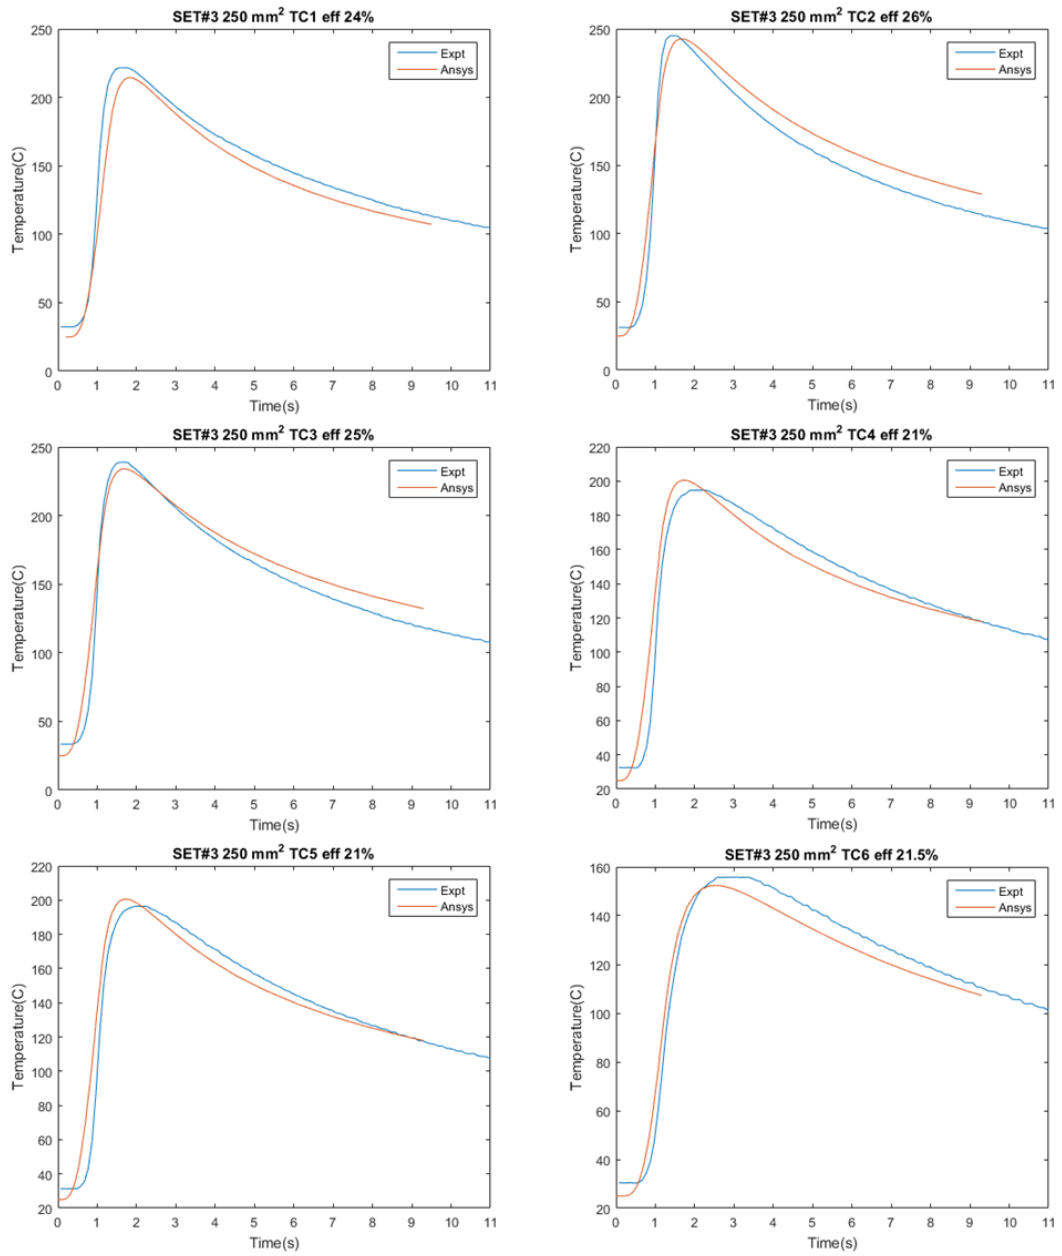 SET#3 250 mm² TC1 eff 24%
250
200
150
100
50
0
Temperature(C)
Expt
Ansys
0 1 2 3 4 5 6 7 8 9 10 11
Time(s)
SET#3 250 mm² TC2 eff 26%
250
200
150
100
50
0
Temperature(C)
Expt
Ansys
0 1 2 3 4 5 6 7 8 9 10 11
Time(s)
SET#3 250 mm² TC3 eff 25%
250
200
150
100
50
0
Temperature(C)
Expt
Ansys
0 1 2 3 4 5 6 7 8 9 10 11
Time(s)
SET#3 250 mm² TC4 eff 21%
220
200
180
160
140
120
100
80
60
40
20
Temperature(C)
Expt
Ansys
0 1 2 3 4 5 6 7 8 9 10 11
Time(s)
SET#3 250 mm² TC5 eff 21%
220
200
180
160
140
120
100
80
60
40
20
Temperature(C)
Expt
Ansys
0 1 2 3 4 5 6 7 8 9 10 11
Time(s)
SET#3 250 mm² TC6 eff 21.5%
160
140
120
100
80
60
40
20
Temperature(C)
Expt
Ansys
0 1 2 3 4 5 6 7 8 9 10 11
Time(s)